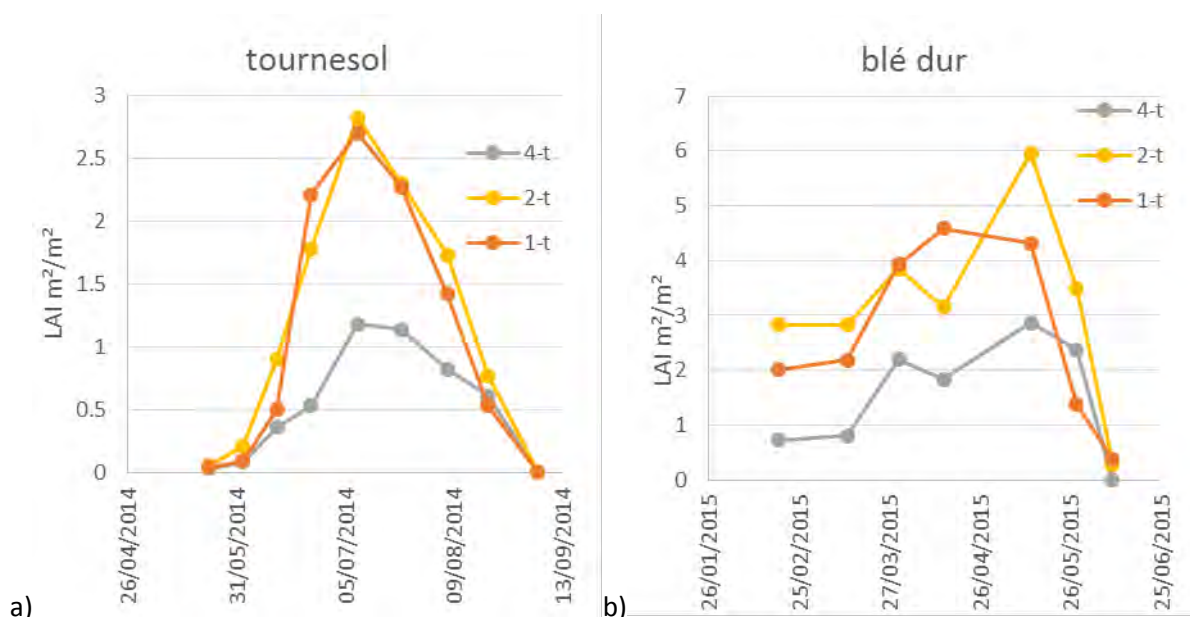 tournesol
3
2.5
2
1.5
1
0.5
0
LAI m²/m²
4-t
2-t
1-t
26/04/2014
31/05/2014
05/07/2014
09/08/2014
13/09/2014
a)
blé dur
7
6
5
4
3
2
1
0
LAI m²/m²
4-t
2-t
1-t
26/01/2015
25/02/2015
27/03/2015
26/04/2015
26/05/2015
25/06/2015
b)